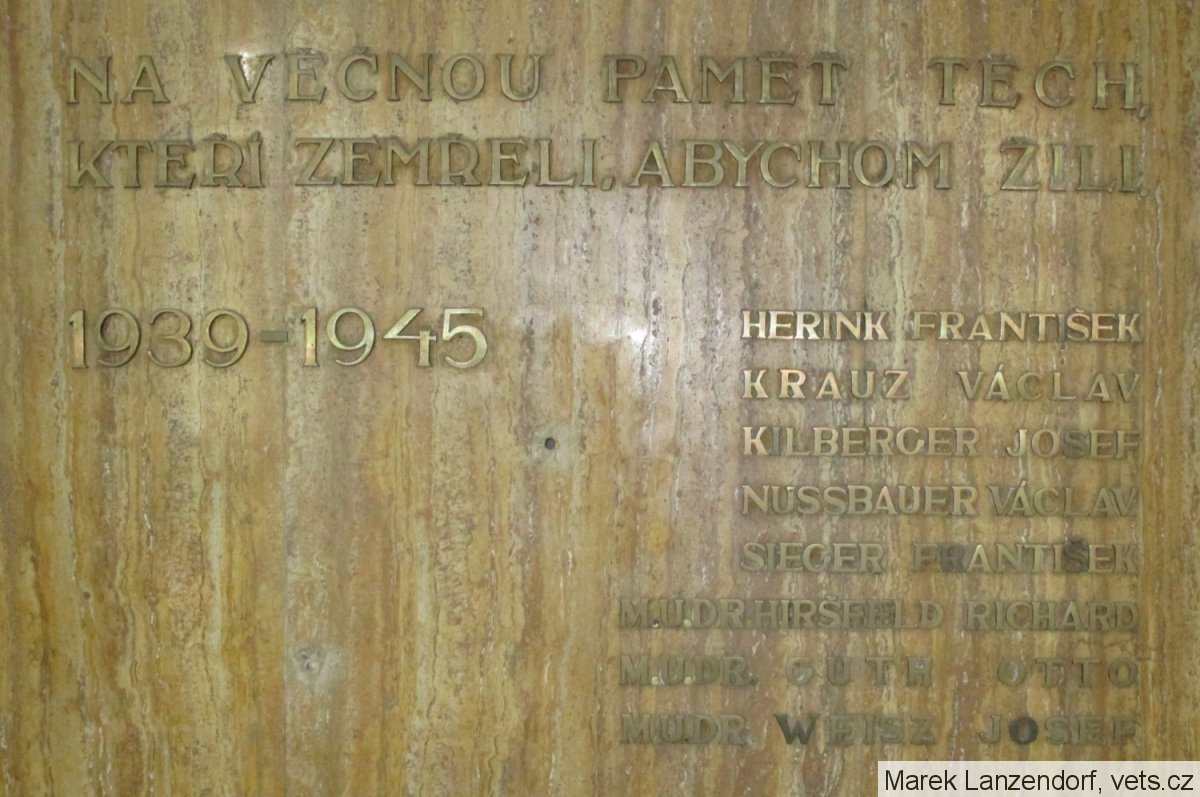 NA VĚČNOU PAMĚŤ TĚCH,
KTEŘÍ ZEMŘELI, ABYCHOM ŽILI,
1939-1945
HERINK FRANTIŠEK
KRAUZ VÁCLAV
KILBERGER JOSEF
NUSSBAUER VÁCLAV
SIEGER FRANTIŠEK
M.U.DR. HIRŠFELD RICHARD
M.U.DR. GUTH OTTO
M.U.DR. WEISZ JOSEF
Marek Lanzendorf, vets.cz